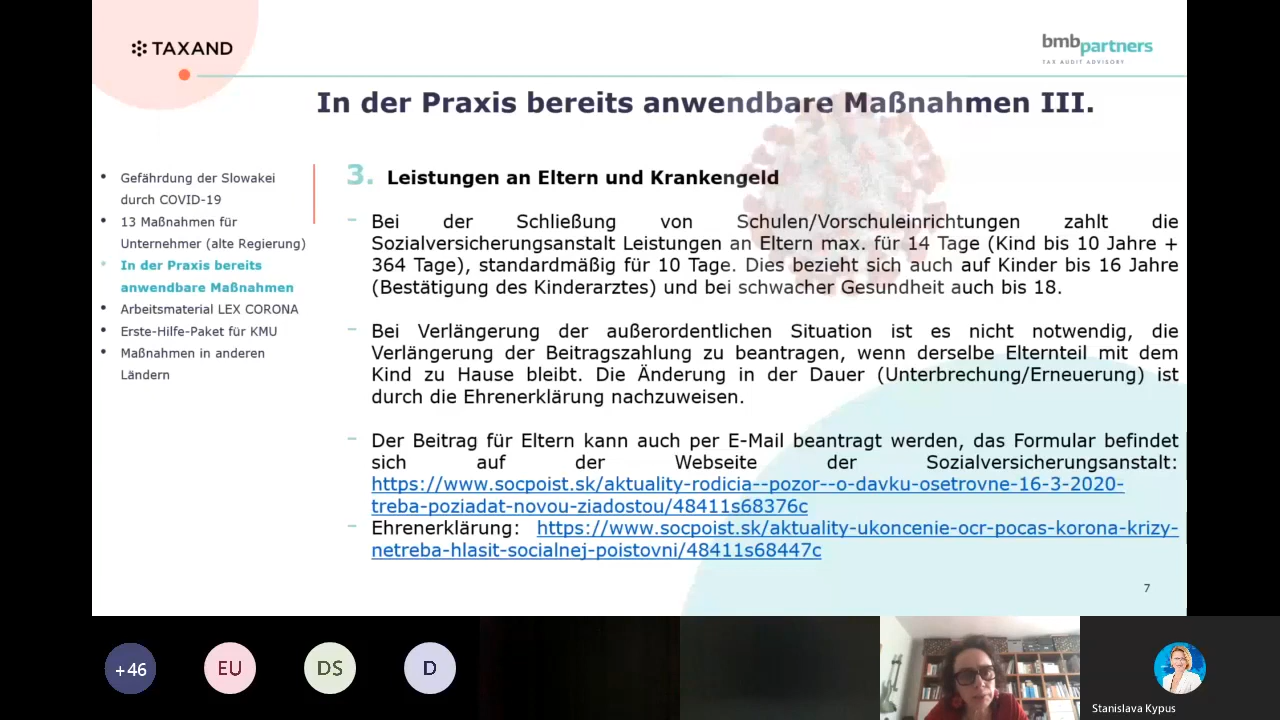 TAXAND
bmbpartners
TAX AUDIT ADVISORY
In der Praxis bereits anwendbare Maßnahmen III.
• Gefährdung der Slowakei
durch COVID-19
• 13 Maßnahmen für
Unternehmer (alte Regierung)
• In der Praxis bereits
anwendbare Maßnahmen
• Arbeitsmaterial LEX CORONA
• Erste-Hilfe-Paket für KMU
• Maßnahmen in anderen
Ländern
3. Leistungen an Eltern und Krankengeld
– Bei der Schließung von Schulen/Vorschuleinrichtungen zahlt die
Sozialversicherungsanstalt Leistungen an Eltern max. für 14 Tage (Kind bis 10 Jahre +
364 Tage), standardmäßig für 10 Tage. Dies bezieht sich auch auf Kinder bis 16 Jahre
(Bestätigung des Kinderarztes) und bei schwacher Gesundheit auch bis 18.
– Bei Verlängerung der außerordentlichen Situation ist es nicht notwendig, die
Verlängerung der Beitragszahlung zu beantragen, wenn derselbe Elternteil mit dem
Kind zu Hause bleibt. Die Änderung in der Dauer (Unterbrechung/Erneuerung) ist
durch die Ehrenerklärung nachzuweisen.
– Der Beitrag für Eltern kann auch per E-Mail beantragt werden, das Formular befindet
sich auf der Webseite der Sozialversicherungsanstalt:
https://www.socpoist.sk/aktuality-rodicia--pozor--o-davku-osetrovne-16-3-2020-
treba-poziadat-novou-ziadostou/48411s68376c
– Ehrenerklärung: https://www.socpoist.sk/aktuality-ukoncenie-ocr-pocas-korona-krizy-
netreba-hlasit-socialnej-poistovni/48411s68447c
7
+46
EU
DS
D
Stanislava Kypus